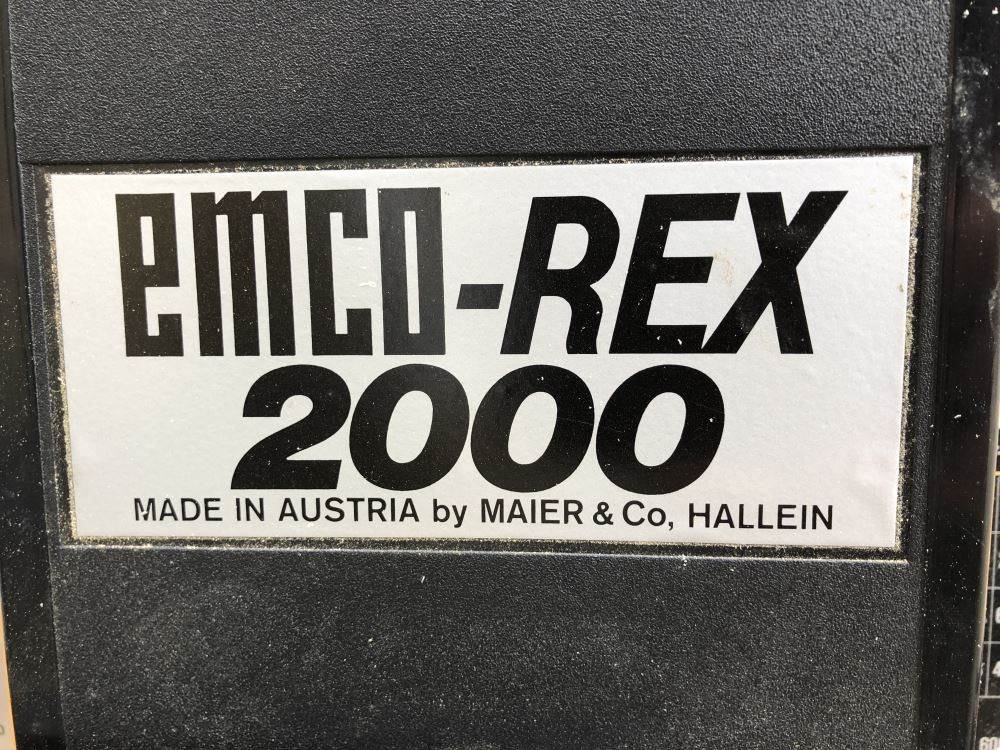 emco-REX
2000
MADE IN AUSTRIA by MAIER & Co, HALLEIN